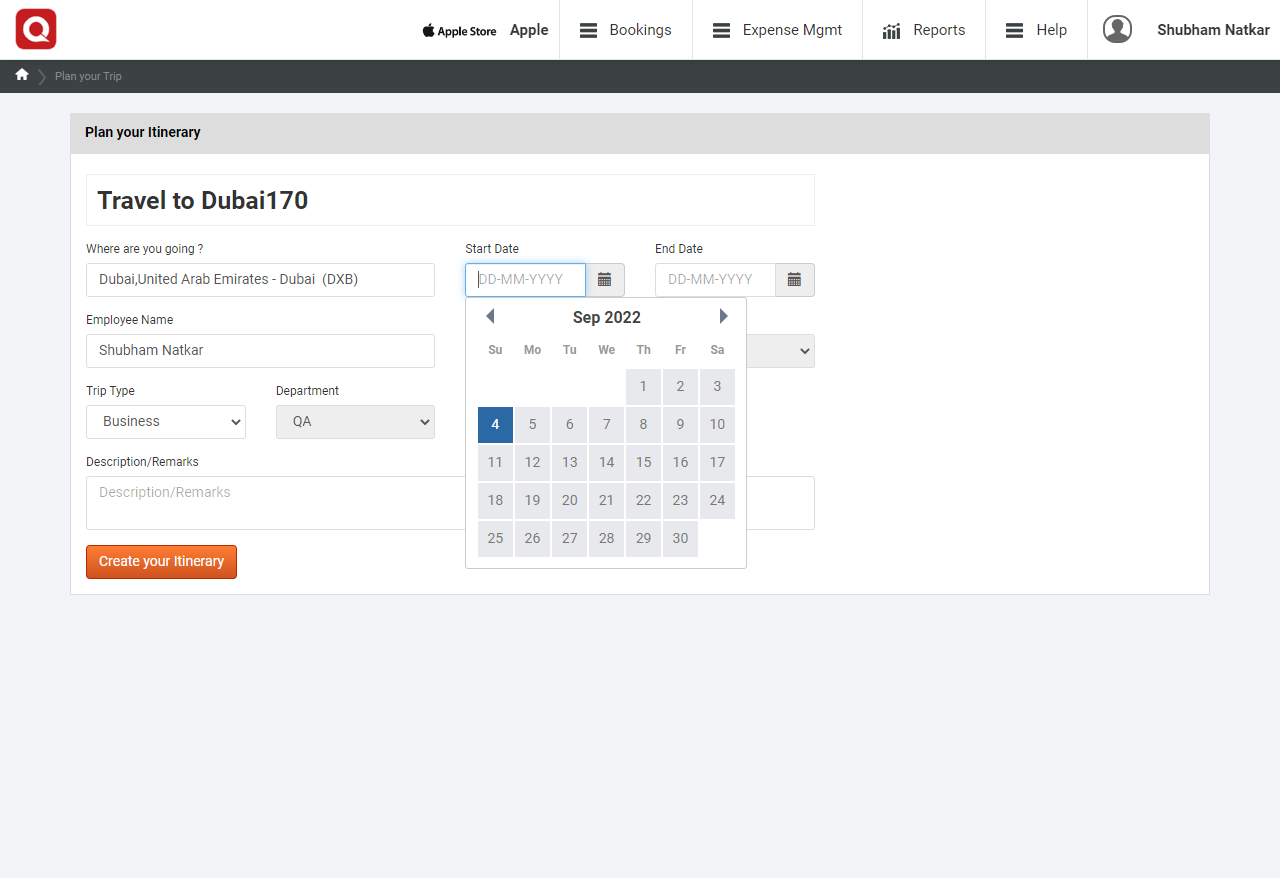 Apple Store Apple Bookings Expense Mgmt Reports Help Shubham Natkar
Plan your Trip
Plan your Itinerary
Travel to Dubai170
Where are you going ? Start Date End Date
Dubai,United Arab Emirates - Dubai (DXB) DD-MM-YYYY DD-MM-YYYY
Employee Name
Shubham Natkar
Trip Type Department
Business QA
Description/Remarks
Description/Remarks
Create your Itinerary
Sep 2022
Su Mo Tu We Th Fr Sa
1 2 3
4 5 6 7 8 9 10
11 12 13 14 15 16 17
18 19 20 21 22 23 24
25 26 27 28 29 30